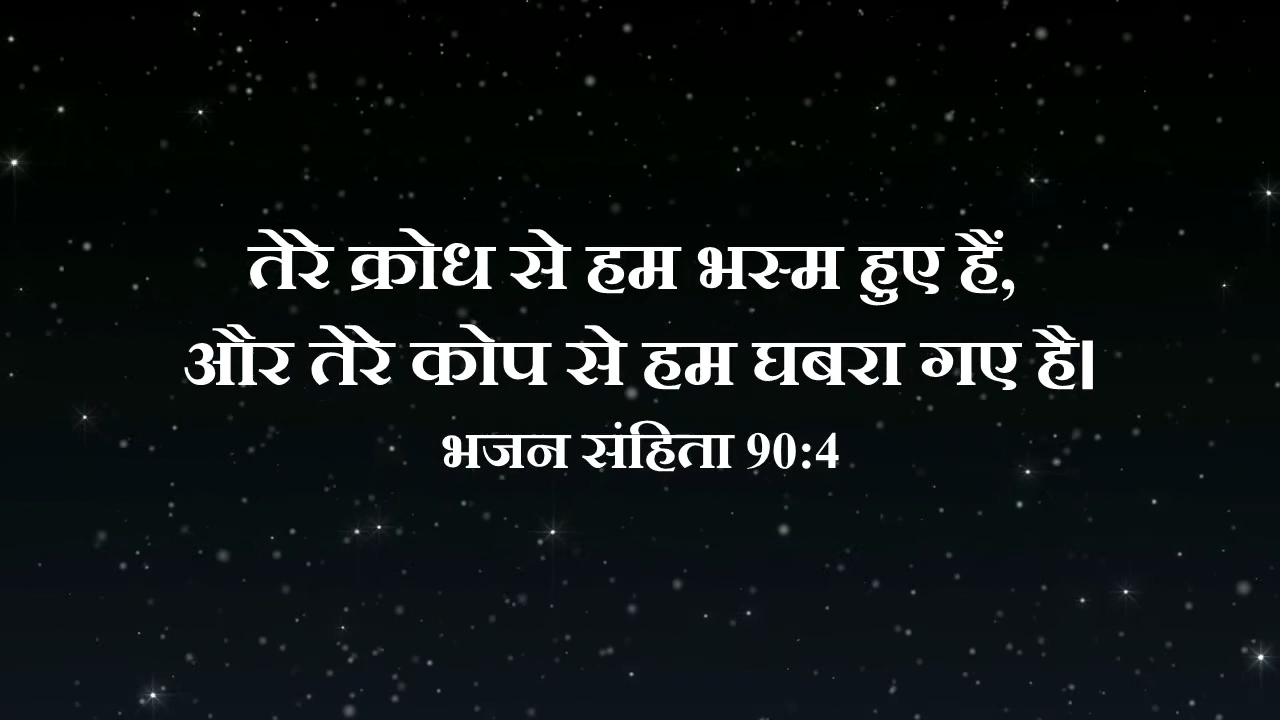 तेरे क्रोध से हम भस्म हुए हैं,
और तेरे कोप से हम घबरा गए है।
भजन संहिता 90:4